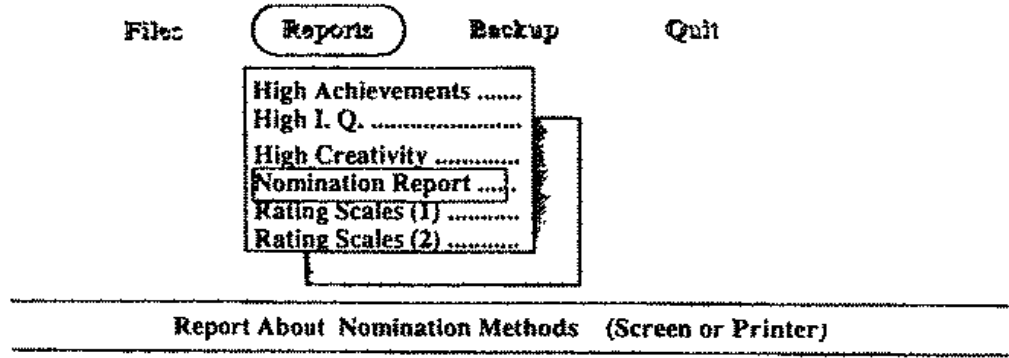 Files Reports Backup Quit
High Achievements .......
High I. Q. .......................
High Creativity .............
Nomination Report ......
Rating Scales (1) ...........
Rating Scales (2) ...........
Report About Nomination Methods (Screen or Printer)